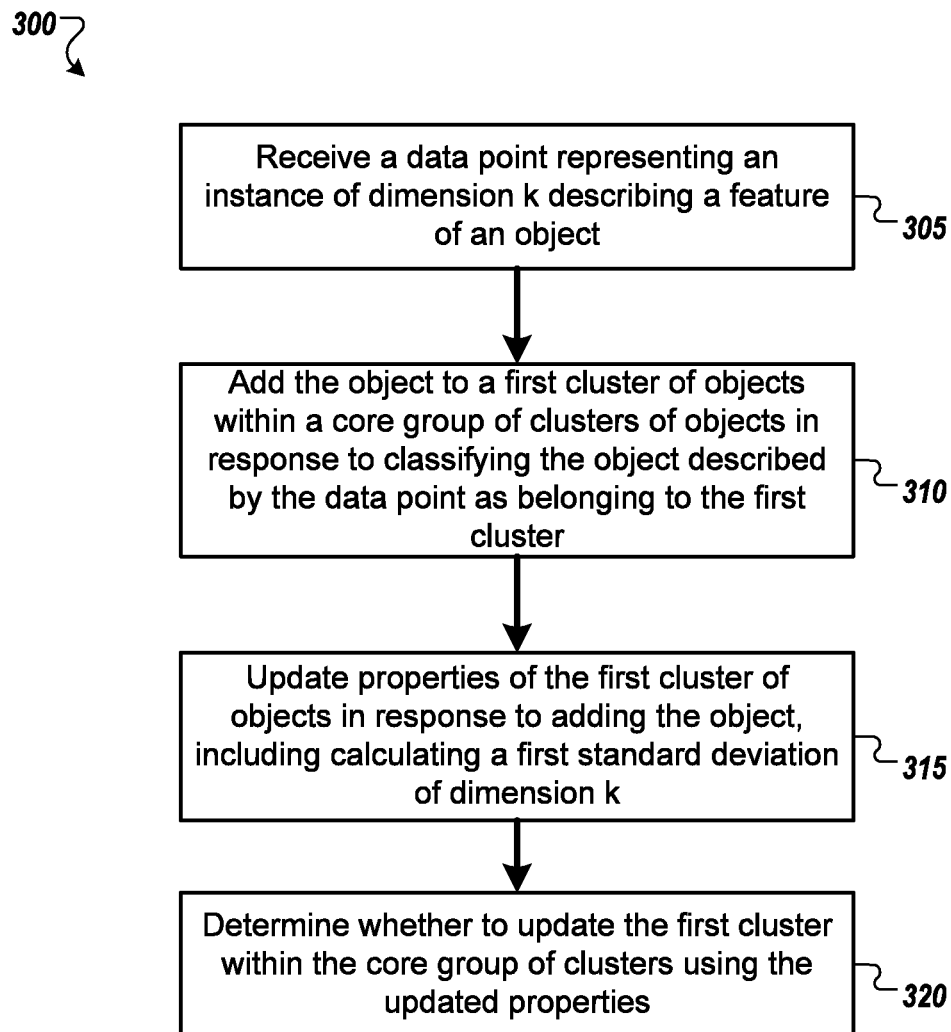 300
Receive a data point representing an
instance of dimension k describing a feature
of an object
305
Add the object to a first cluster of objects
within a core group of clusters of objects in
response to classifying the object described
by the data point as belonging to the first
cluster
310
Update properties of the first cluster of
objects in response to adding the object,
including calculating a first standard deviation
of dimension k
315
Determine whether to update the first cluster
within the core group of clusters using the
updated properties
320